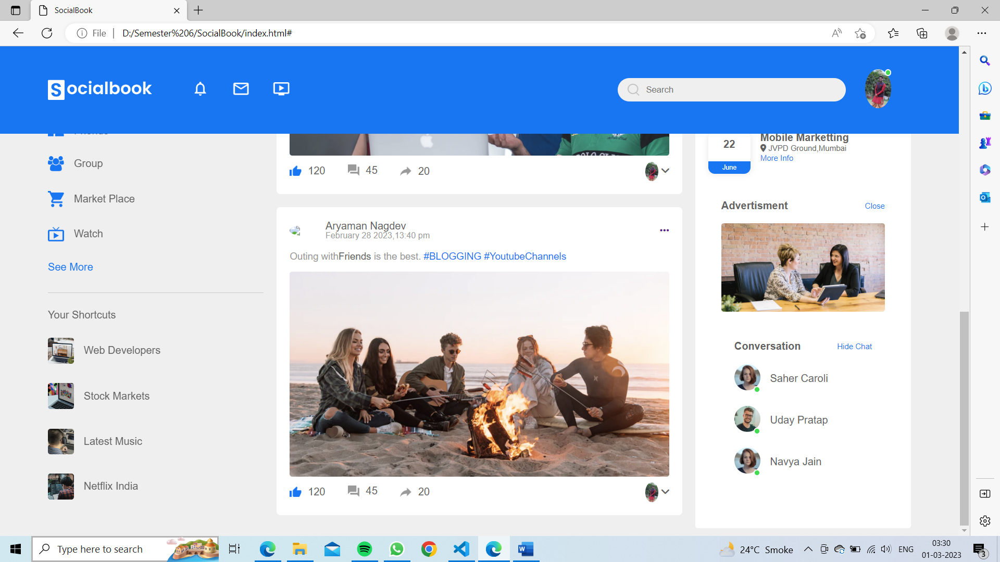 SocialBook
File
D:/Semester%206/SocialBook/index.html#
Socialbook
Search
Group
Market Place
Watch
See More
Your Shortcuts
Web Developers
Stock Markets
Latest Music
Netflix India
120
45
20
Aryaman Nagdev
February 28 2023,13:40 pm
Outing withFriends is the best. #BLOGGING #YoutubeChannels
120
45
20
22
June
Mobile Marketting
JVPD Ground,Mumbai
More Info
Advertisment
Close
Conversation
Hide Chat
Saher Caroli
Uday Pratap
Navya Jain
Type here to search
24°C Smoke
ENG
03:30
01-03-2023
3